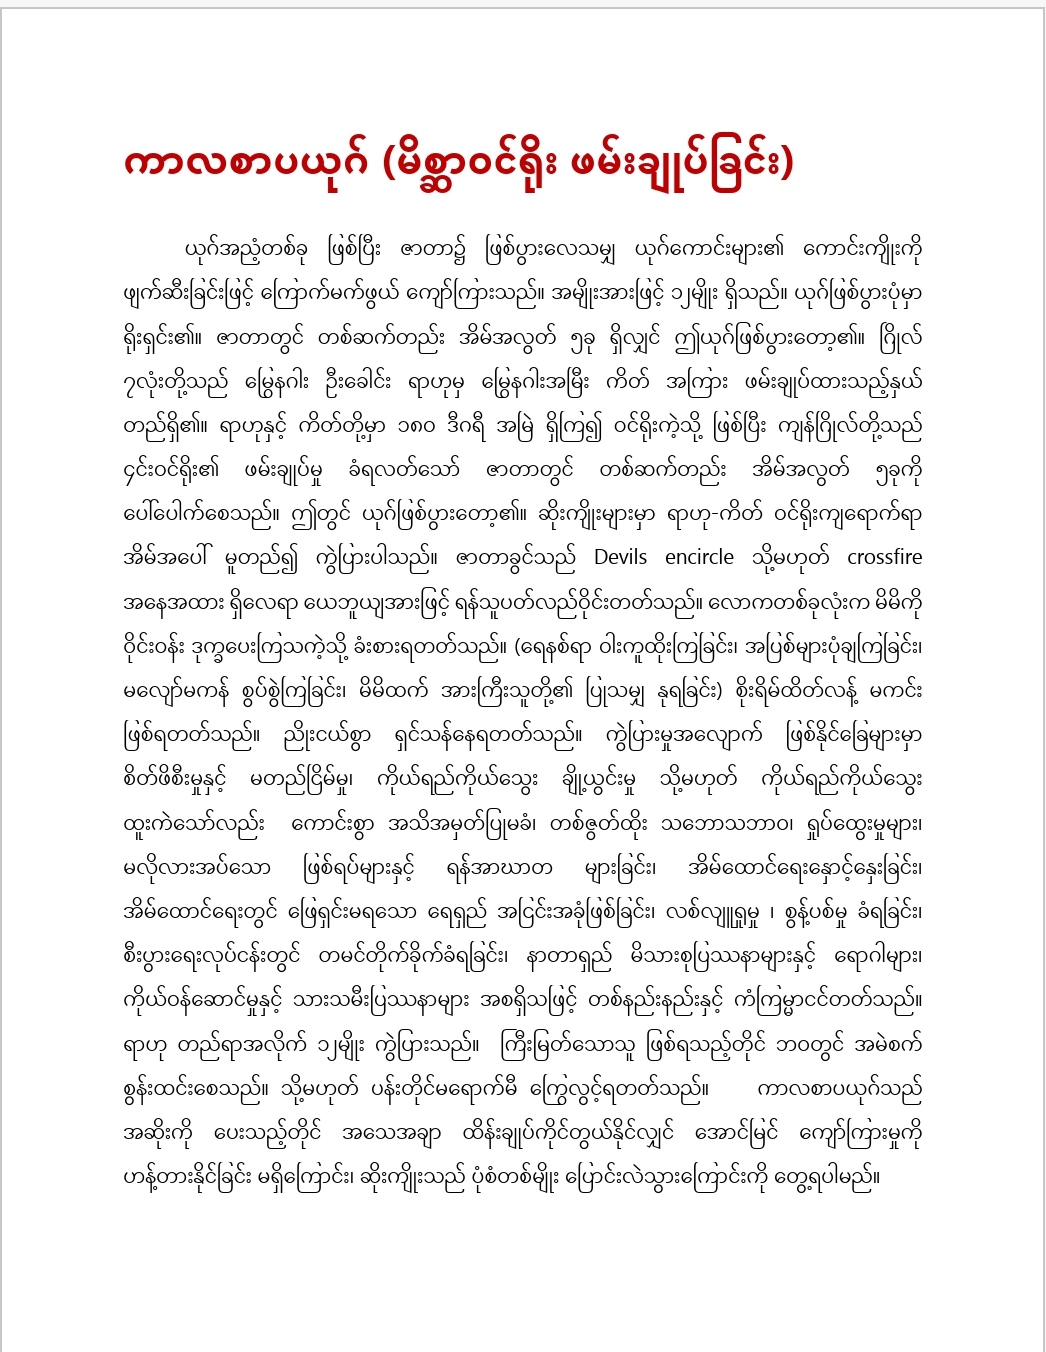 ကာလစာပယုဂ် (မိစ္ဆာဝင်ရိုး ဖမ်းချုပ်ခြင်း)
ယုဂ်အညံ့တစ်ခု ဖြစ်ပြီး ဇာတာ၌ ဖြစ်ပွားလေသမျှ ယုဂ်ကောင်းများ၏ ကောင်းကျိုးကို
ဖျက်ဆီးခြင်းဖြင့် ကြောက်မက်ဖွယ် ကျော်ကြားသည်။ အမျိုးအားဖြင့် ၁၂မျိုး ရှိသည်။ ယုဂ်ဖြစ်ပွားပုံမှာ
ရိုးရှင်း၏။ ဇာတာတွင် တစ်ဆက်တည်း အိမ်အလွတ် ၅ခု ရှိလျှင် ဤယုဂ်ဖြစ်ပွားတော့၏။ ဂြိုလ်
၇လုံးတို့သည် မြွေနဂါး ဦးခေါင်း ရာဟုမှ မြွေနဂါးအမြီး ကိတ် အကြား ဖမ်းချုပ်ထားသည့်နှယ်
တည်ရှိ၏။ ရာဟုနှင့် ကိတ်တို့မှာ ၁၈၀ ဒီဂရီ အမြဲ ရှိကြ၍ ဝင်ရိုးကဲ့သို့ ဖြစ်ပြီး ကျန်ဂြိုလ်တို့သည်
၄င်းဝင်ရိုး၏ ဖမ်းချုပ်မှု ခံရလတ်သော် ဇာတာတွင် တစ်ဆက်တည်း အိမ်အလွတ် ၅ခုကို
ပေါ်ပေါက်စေသည်။ ဤတွင် ယုဂ်ဖြစ်ပွားတော့၏။ ဆိုးကျိုးများမှာ ရာဟု-ကိတ် ဝင်ရိုးကျရောက်ရာ
အိမ်အပေါ် မူတည်၍ ကွဲပြားပါသည်။ ဇာတာခွင်သည် Devils encircle သို့မဟုတ် crossfire
အနေအထား ရှိလေရာ ယေဘူယျအားဖြင့် ရန်သူပတ်လည်ဝိုင်းတတ်သည်။ လောကတစ်ခုလုံးက မိမိကို
ဝိုင်းဝန်း ဒုက္ခပေးကြသကဲ့သို့ ခံးစားရတတ်သည်။ (ရေနစ်ရာ ဝါးကူထိုးကြခြင်း၊ အပြစ်များပုံချကြခြင်း၊
မလျော်မကန် စွပ်စွဲကြခြင်း၊ မိမိထက် အားကြီးသူတို့၏ ပြုသမျှ နုရခြင်း) စိုးရိမ်ထိတ်လန့် မကင်း
ဖြစ်ရတတ်သည်။ ညိုးငယ်စွာ ရှင်သန်နေရတတ်သည်။ ကွဲပြားမှုအလျောက် ဖြစ်နိုင်ခြေများမှာ
စိတ်ဖိစီးမှုနှင့် မတည်ငြိမ်မှု၊ ကိုယ်ရည်ကိုယ်သွေး ချို့ယွင်းမှု သို့မဟုတ် ကိုယ်ရည်ကိုယ်သွေး
ထူးကဲသော်လည်း ကောင်းစွာ အသိအမှတ်ပြုမခံ၊ တစ်ဇွတ်ထိုး သဘောသဘာဝ၊ ရှုပ်ထွေးမှုများ၊
မလိုလားအပ်သော ဖြစ်ရပ်များနှင့် ရန်အာဃာတ များခြင်း၊ အိမ်ထောင်ရေးနှောင့်နှေးခြင်း၊
အိမ်ထောင်ရေးတွင် ဖြေရှင်းမရသော ရေရှည် အငြင်းအခုံဖြစ်ခြင်း၊ လစ်လျူရှုမှု ၊ စွန့်ပစ်မှု ခံရခြင်း၊
စီးပွားရေးလုပ်ငန်းတွင် တမင်တိုက်ခိုက်ခံရခြင်း၊ နာတာရှည် မိသားစုပြဿနာများနှင့် ရောဂါများ၊
ကိုယ်ဝန်ဆောင်မှုနှင့် သားသမီးပြဿနာများ အစရှိသဖြင့် တစ်နည်းနည်းနှင့် ကံကြမ္မာငင်တတ်သည်။
ရာဟု တည်ရာအလိုက် ၁၂မျိုး ကွဲပြားသည်။ ကြီးမြတ်သောသူ ဖြစ်ရသည့်တိုင် ဘဝတွင် အမဲစက်
စွန်းထင်းစေသည်။ သို့မဟုတ် ပန်းတိုင်မရောက်မီ ကြွေလွင့်ရတတ်သည်။ ကာလစာပယုဂ်သည်
အဆိုးကို ပေးသည့်တိုင် အသေအချာ ထိန်းချုပ်ကိုင်တွယ်နိုင်လျှင် အောင်မြင် ကျော်ကြားမှုကို
ဟန့်တားနိုင်ခြင်း မရှိကြောင်း၊ ဆိုးကျိုးသည် ပုံစံတစ်မျိုး ပြောင်းလဲသွားကြောင်းကို တွေ့ရပါမည်။